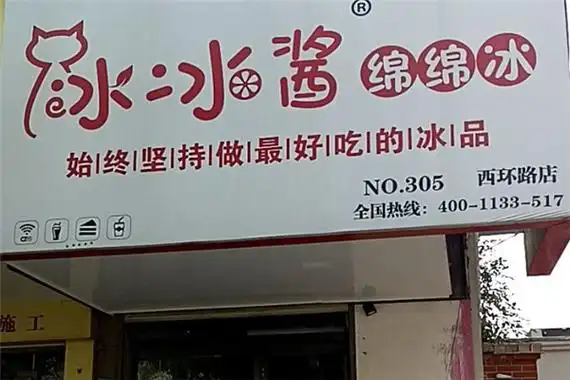 ®
冰冰酱 绵绵冰
始终坚持做最好吃的冰品
NO.305 西环路店
全国热线：400-1133-517
施工